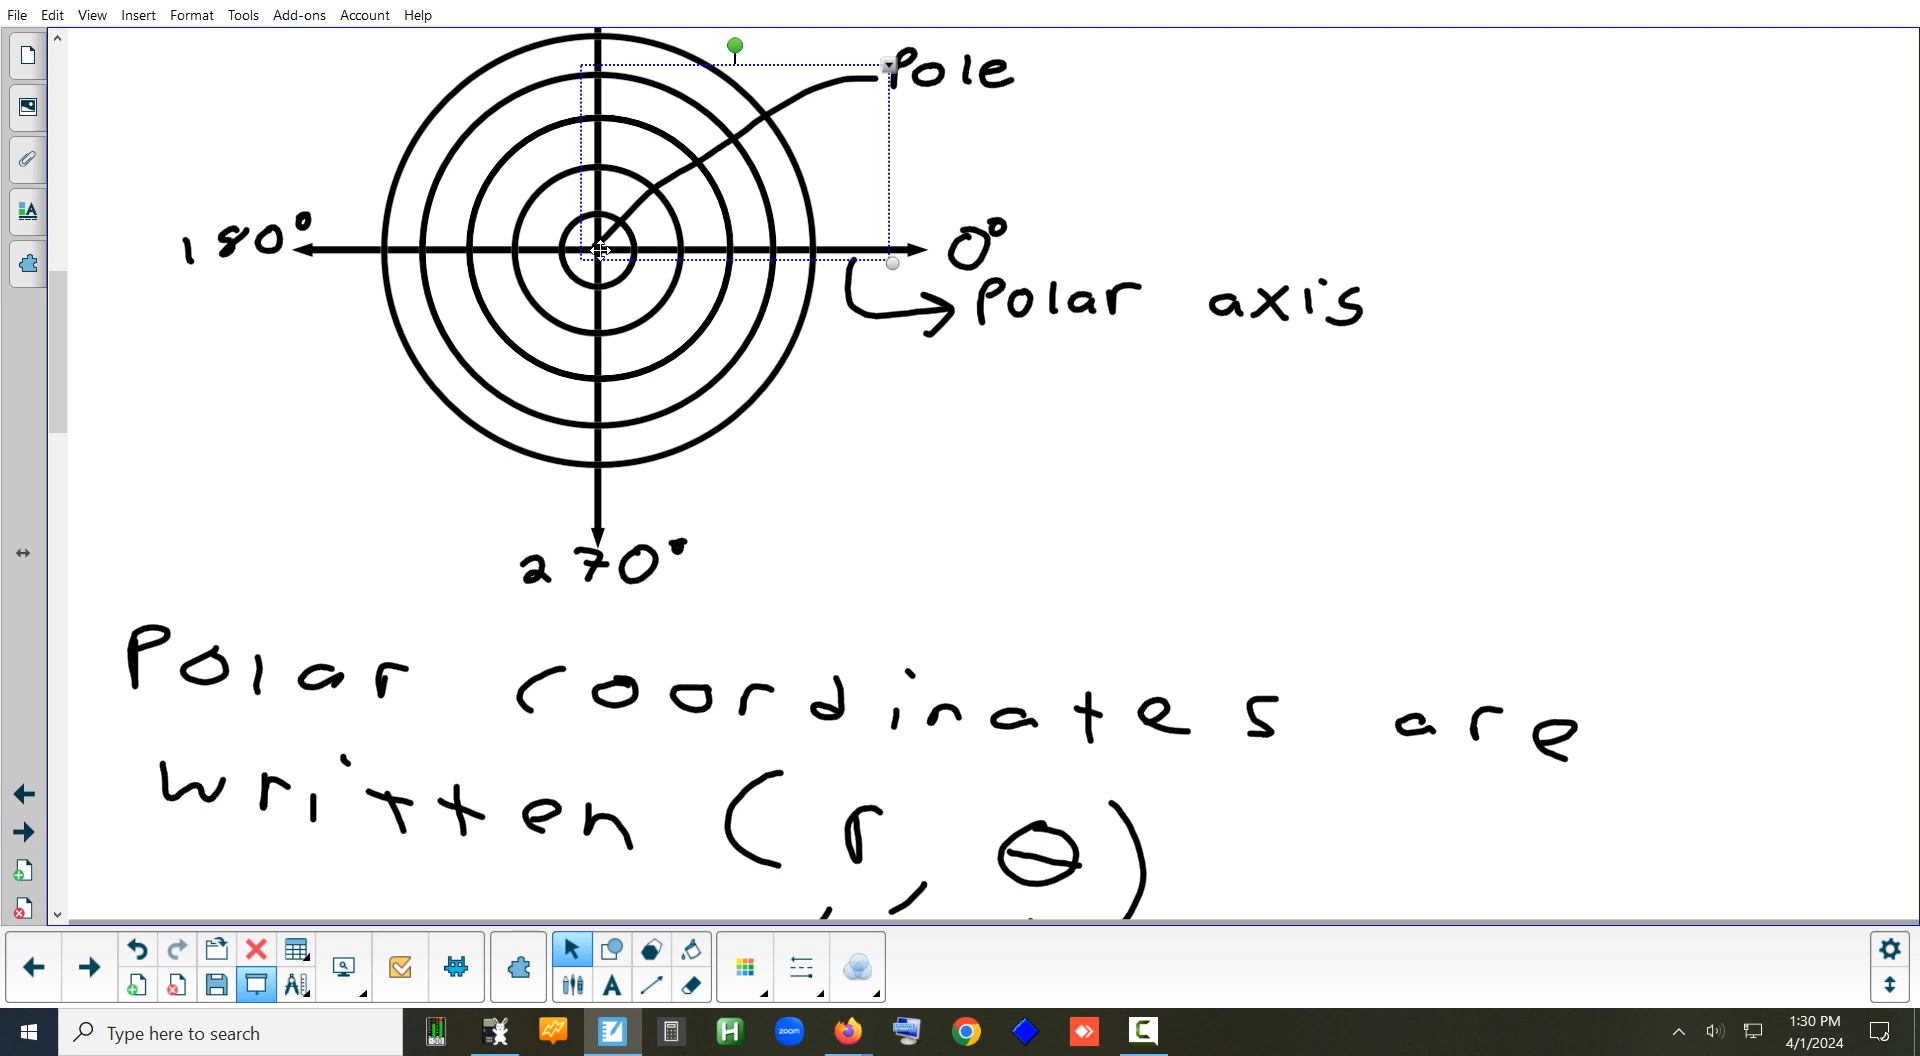 File Edit View Insert Format Tools Add-ons Account Help
Pole
180°
0°
Polar axis
270°
Polar coordinates are
written (r, θ)
Type here to search
zoom
1:30 PM
4/1/2024